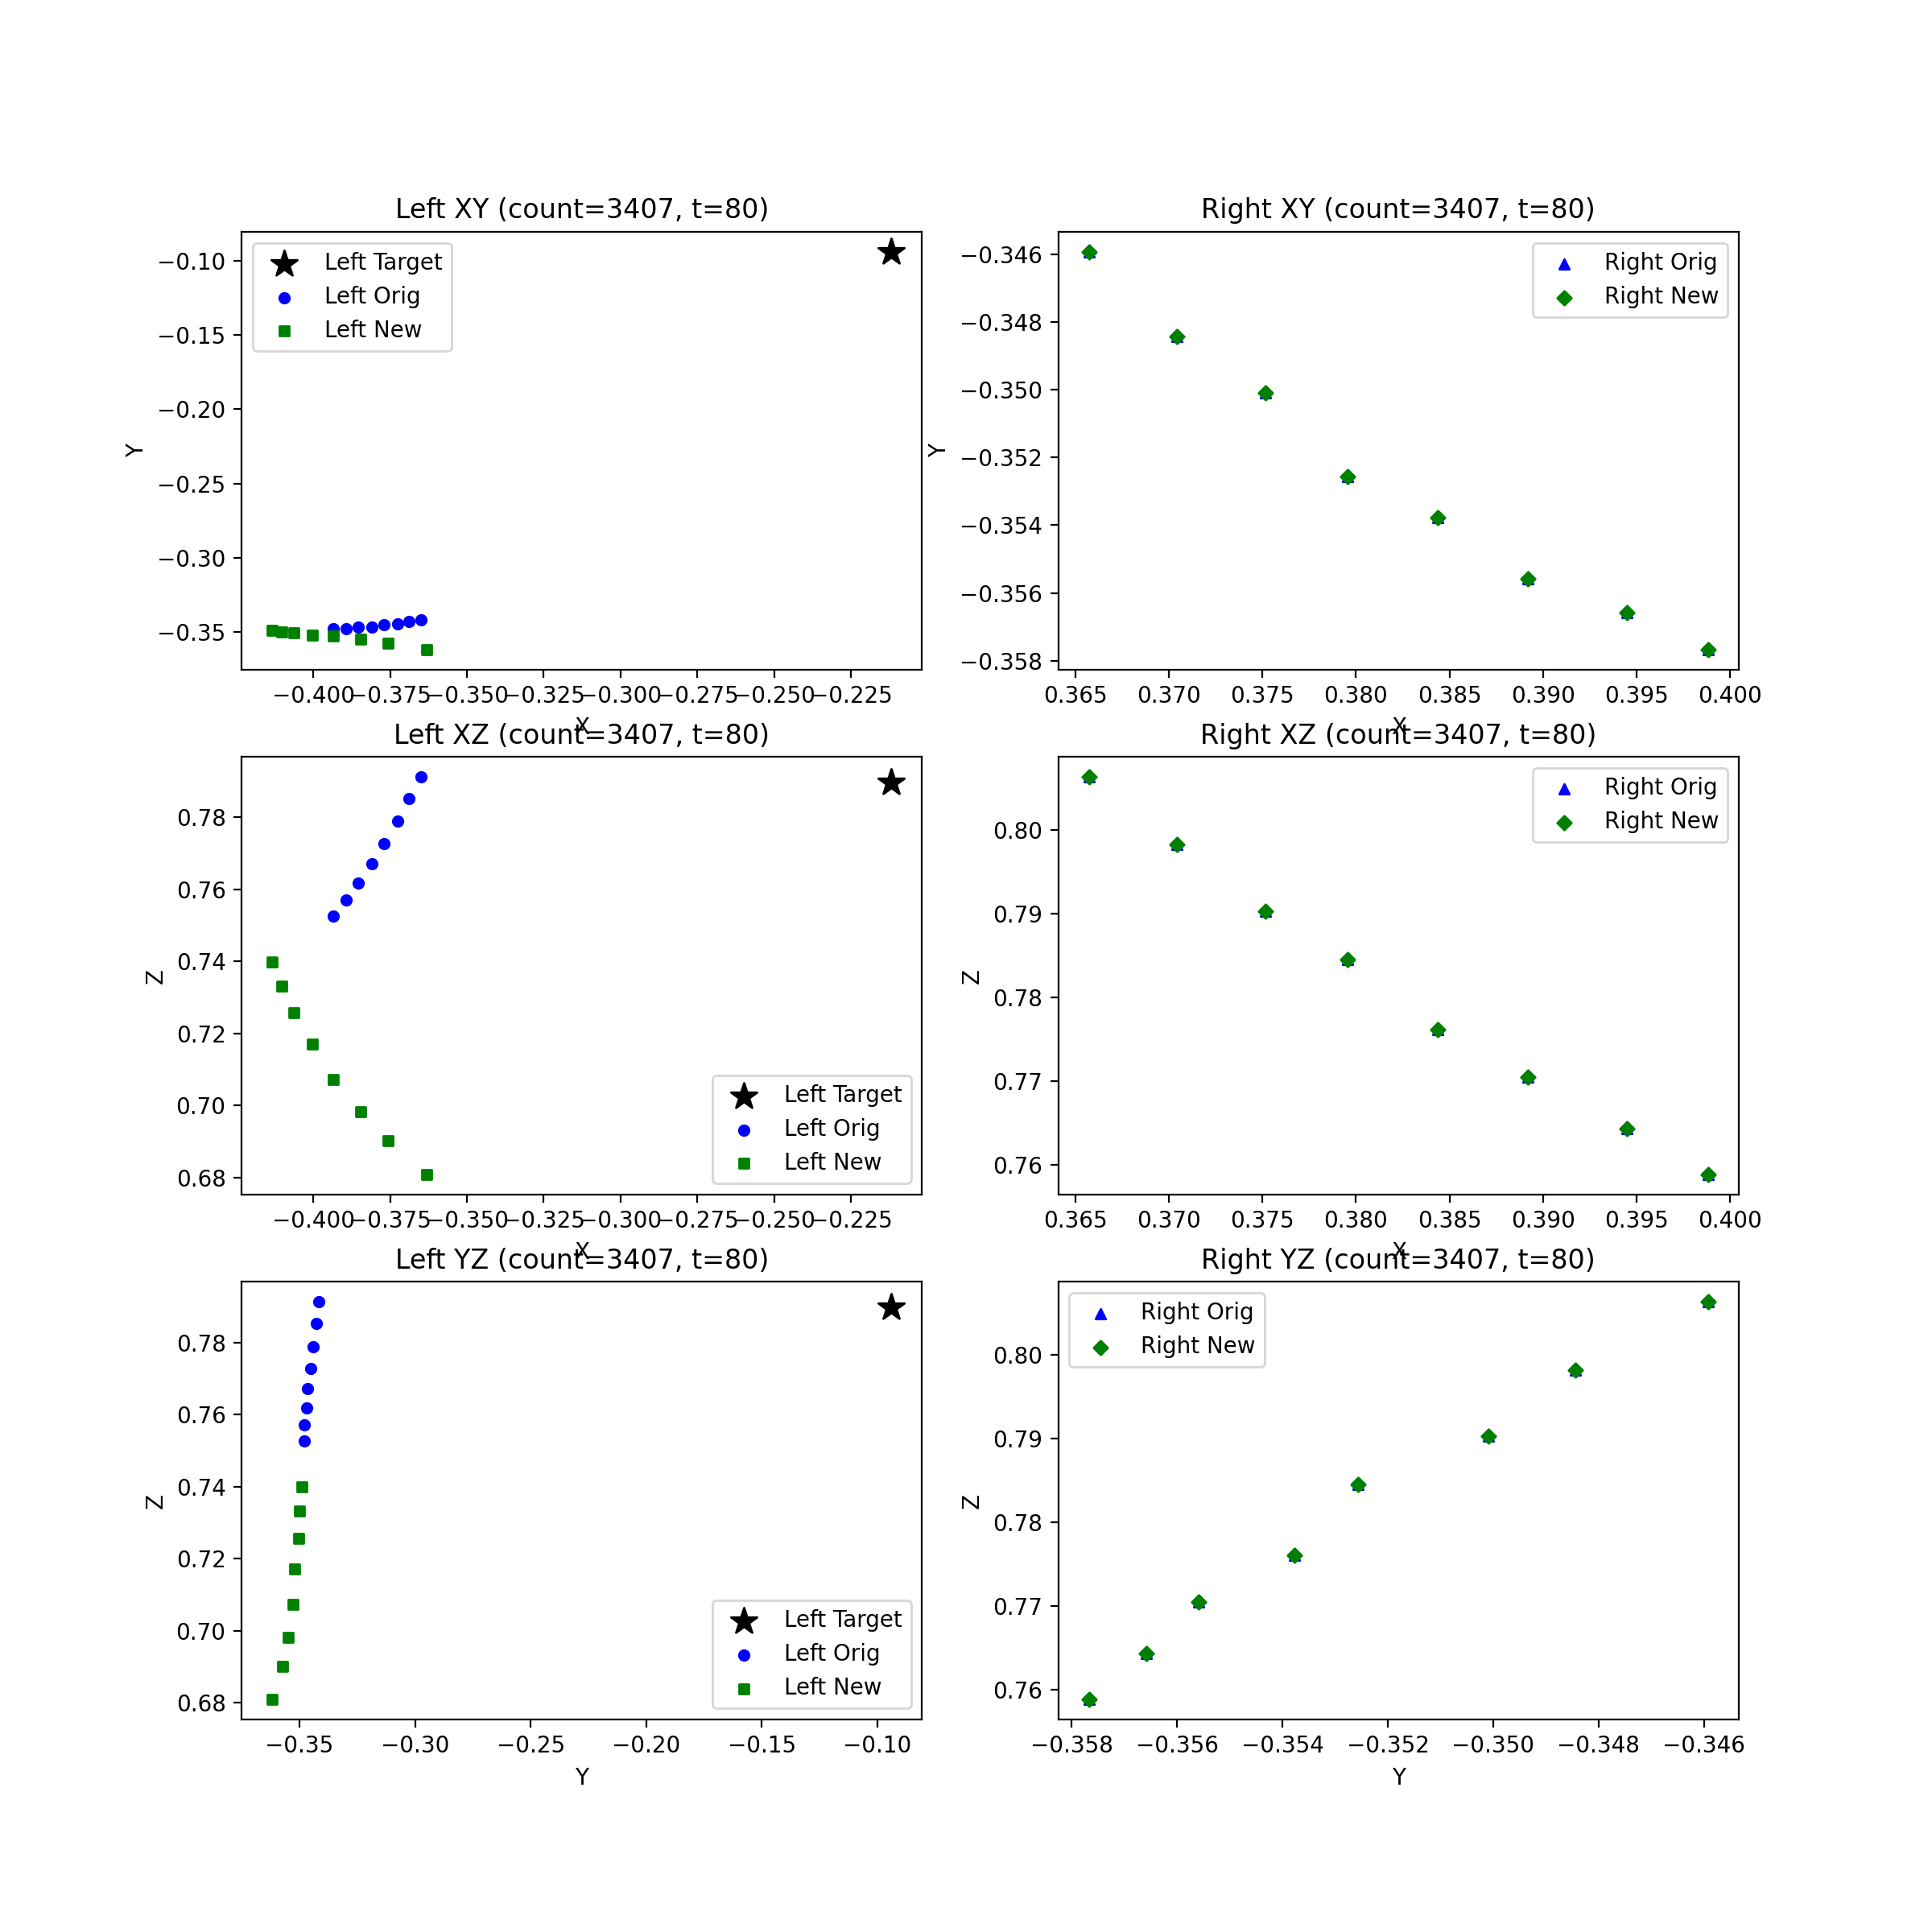 Left XY (count=3407, t=80)
Left Target
Left Orig
Left New
−0.10
−0.15
−0.20
−0.25
−0.30
−0.35
Y
−0.400 −0.375 −0.350 −0.325 −0.300 −0.275 −0.250 −0.225
X
Right XY (count=3407, t=80)
Right Orig
Right New
−0.346
−0.348
−0.350
−0.352
−0.354
−0.356
−0.358
Y
0.365 0.370 0.375 0.380 0.385 0.390 0.395 0.400
X
Left XZ (count=3407, t=80)
0.78
0.76
0.74
0.72
0.70
0.68
Z
Left Target
Left Orig
Left New
−0.400 −0.375 −0.350 −0.325 −0.300 −0.275 −0.250 −0.225
X
Right XZ (count=3407, t=80)
Right Orig
Right New
0.80
0.79
0.78
0.77
0.76
Z
0.365 0.370 0.375 0.380 0.385 0.390 0.395 0.400
X
Left YZ (count=3407, t=80)
0.78
0.76
0.74
0.72
0.70
0.68
Z
Left Target
Left Orig
Left New
−0.35 −0.30 −0.25 −0.20 −0.15 −0.10
Y
Right YZ (count=3407, t=80)
Right Orig
Right New
0.80
0.79
0.78
0.77
0.76
Z
−0.358 −0.356 −0.354 −0.352 −0.350 −0.348 −0.346
Y